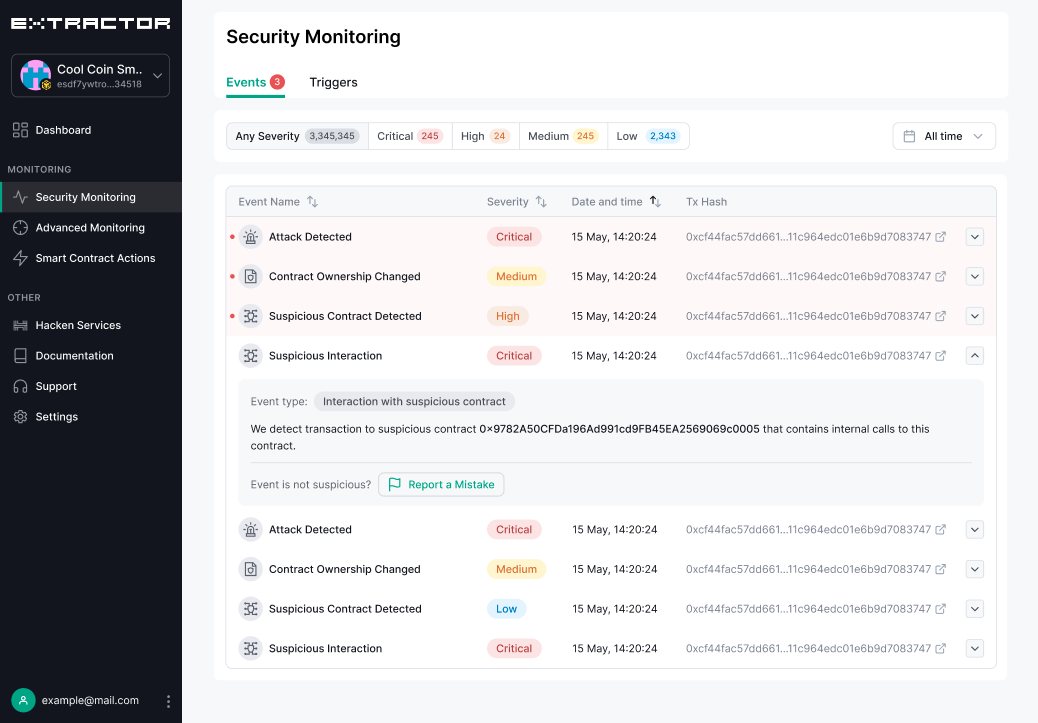 EXTRACTOR
Cool Coin Sm..
esdf7ywtro...34518
Dashboard
MONITORING
Security Monitoring
Advanced Monitoring
Smart Contract Actions
OTHER
Hacken Services
Documentation
Support
Settings
example@mail.com
Security Monitoring
Events 3 Triggers
Any Severity 3,345,345 Critical 245 High 24 Medium 245 Low 2,343 All time
Event Name Severity Date and time Tx Hash
Attack Detected Critical 15 May, 14:20:24 0xcf44fac57dd661...11c964edc01e6b9d7083747
Contract Ownership Changed Medium 15 May, 14:20:24 0xcf44fac57dd661...11c964edc01e6b9d7083747
Suspicious Contract Detected High 15 May, 14:20:24 0xcf44fac57dd661...11c964edc01e6b9d7083747
Suspicious Interaction Critical 15 May, 14:20:24 0xcf44fac57dd661...11c964edc01e6b9d7083747
Event type: Interaction with suspicious contract
We detect transaction to suspicious contract 0×9782A50CFDa196Ad991cd9FB45EA2569069c0005 that contains internal calls to this
contract.
Event is not suspicious? Report a Mistake
Attack Detected Critical 15 May, 14:20:24 0xcf44fac57dd661...11c964edc01e6b9d7083747
Contract Ownership Changed Medium 15 May, 14:20:24 0xcf44fac57dd661...11c964edc01e6b9d7083747
Suspicious Contract Detected Low 15 May, 14:20:24 0xcf44fac57dd661...11c964edc01e6b9d7083747
Suspicious Interaction Critical 15 May, 14:20:24 0xcf44fac57dd661...11c964edc01e6b9d7083747